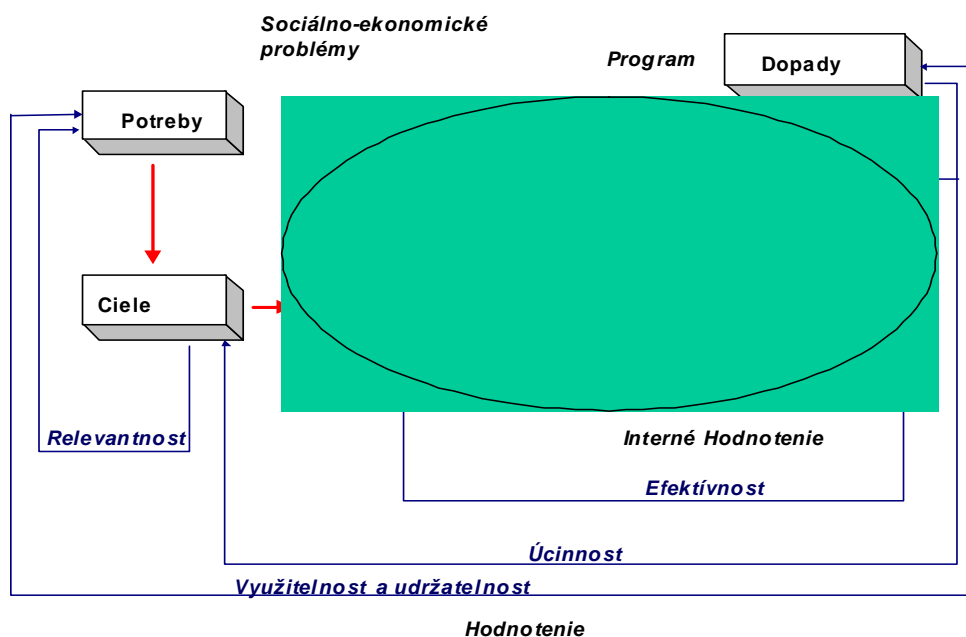 Sociálno-ekonomické
problémy
Program
Dopady
Potreby
Ciele
Relevantnost
Interné Hodnotenie
Efektívnost
Úcinnost
Využitelnost a udržatelnost
Hodnotenie